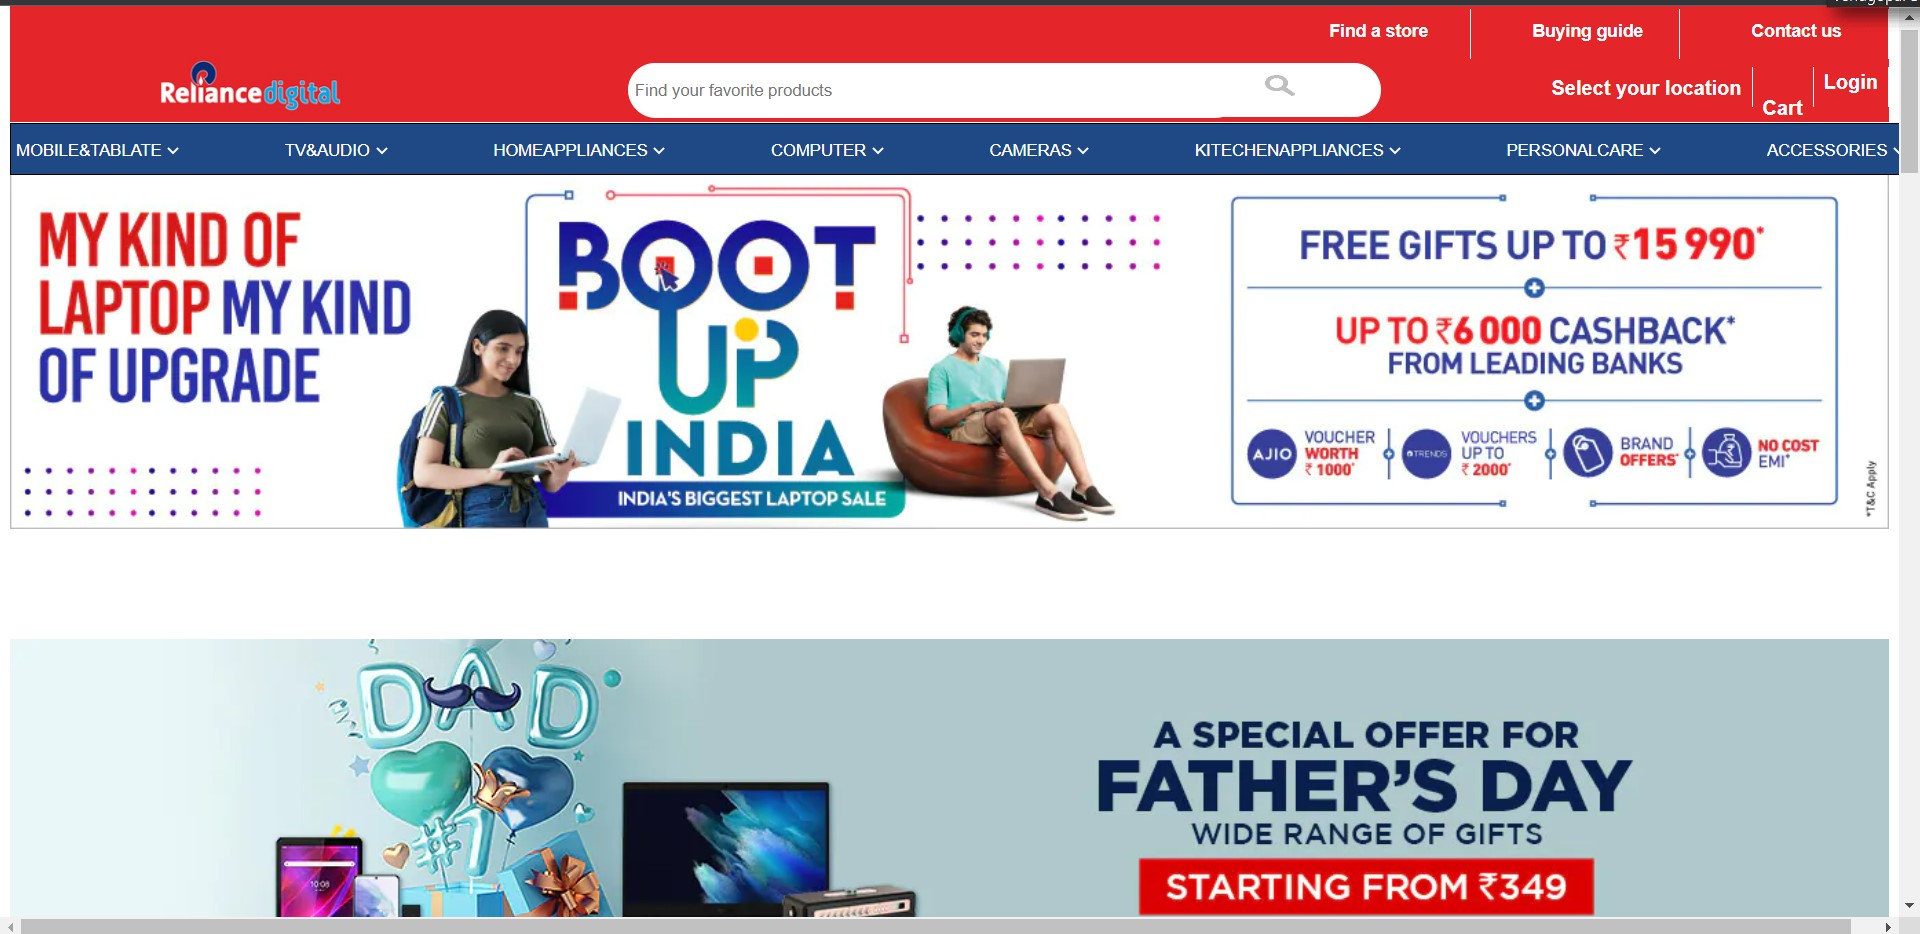 Find a store
Buying guide
Contact us
Reliance digital
Find your favorite products
Select your location
Cart
Login
MOBILE&TABLATE
TV&AUDIO
HOMEAPPLIANCES
COMPUTER
CAMERAS
KITECHENAPPLIANCES
PERSONALCARE
ACCESSORIES
MY KIND OF
LAPTOP MY KIND
OF UPGRADE
BOOT
UP
INDIA
INDIA'S BIGGEST LAPTOP SALE
FREE GIFTS UP TO ₹15 990*
UP TO ₹6 000 CASHBACK*
FROM LEADING BANKS
AJIO
VOUCHER
WORTH
₹ 1000*
TRENDS
VOUCHERS
UP TO
₹ 2000*
BRAND
OFFERS*
NO COST
EMI*
*T&C Apply
DAD
#1
10:08
A SPECIAL OFFER FOR
FATHER'S DAY
WIDE RANGE OF GIFTS
STARTING FROM ₹349